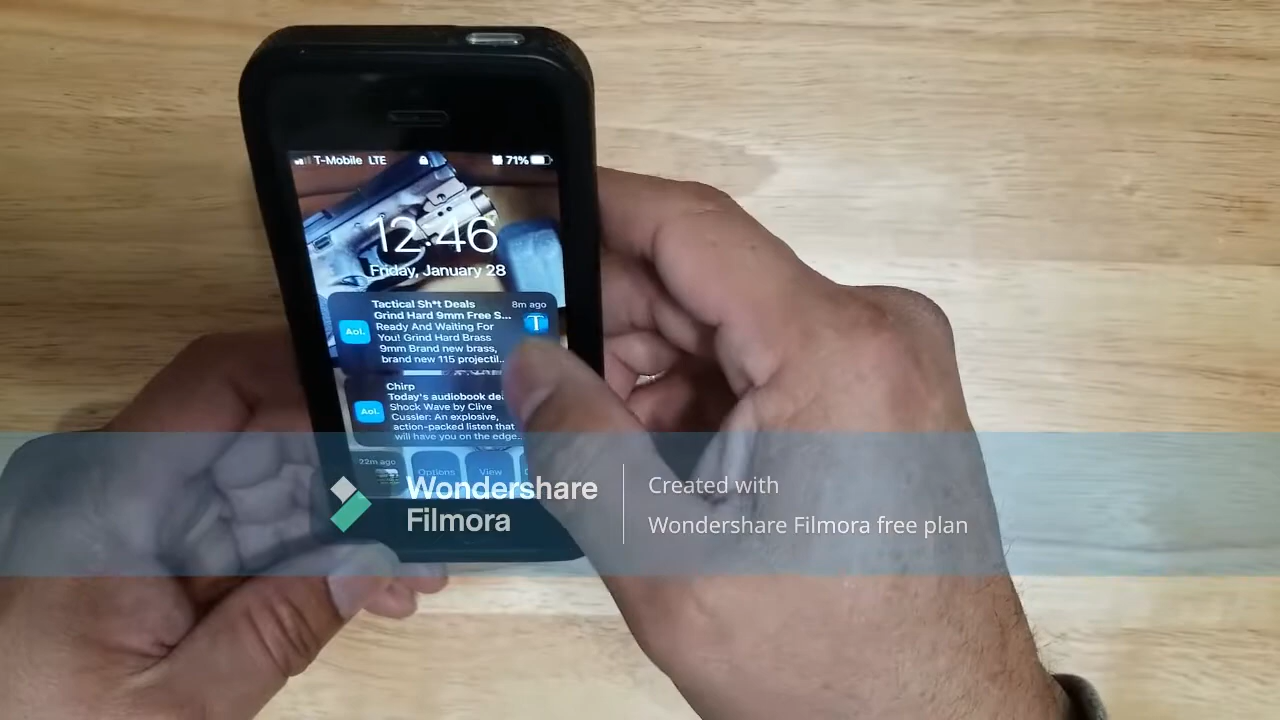 T-Mobile LTE
71%
12:46
Friday, January 28
Tactical Sh*t Deals
8m ago
Grind Hard 9mm Free S...
Aol.
T
Ready And Waiting For
You! Grind Hard Brass
9mm Brand new brass,
brand new 115 projectil...
Chirp
Today's audiobook
Aol.
Shock Wave by Clive
Cussler: An explosive,
action-packed listen that
will have you on the edge...
22m ago
Options
View
Wondershare
Filmora
Created with
Wondershare Filmora free plan